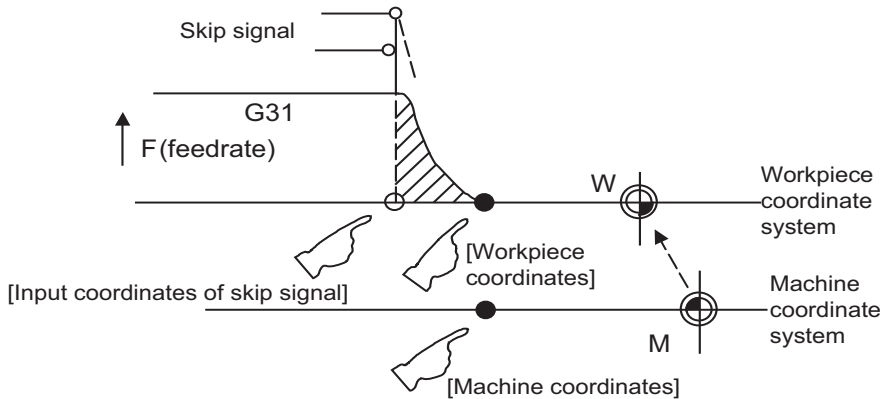 Skip signal
G31
F (feedrate)
W
Workpiece
coordinate
system
[Workpiece
coordinates]
[Input coordinates of skip signal]
Machine
coordinate
system
M
[Machine coordinates]